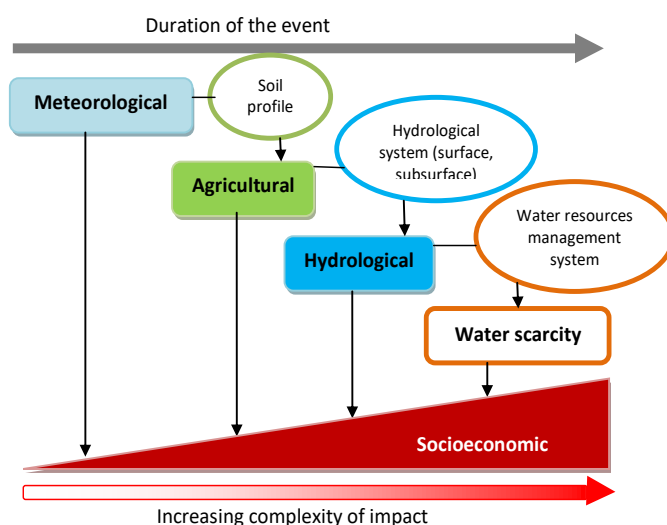 Duration of the event
Meteorological
Soil
profile
Hydrological
system (surface,
subsurface)
Agricultural
Water resources
management
system
Hydrological
Water scarcity
Socioeconomic
Increasing complexity of impact